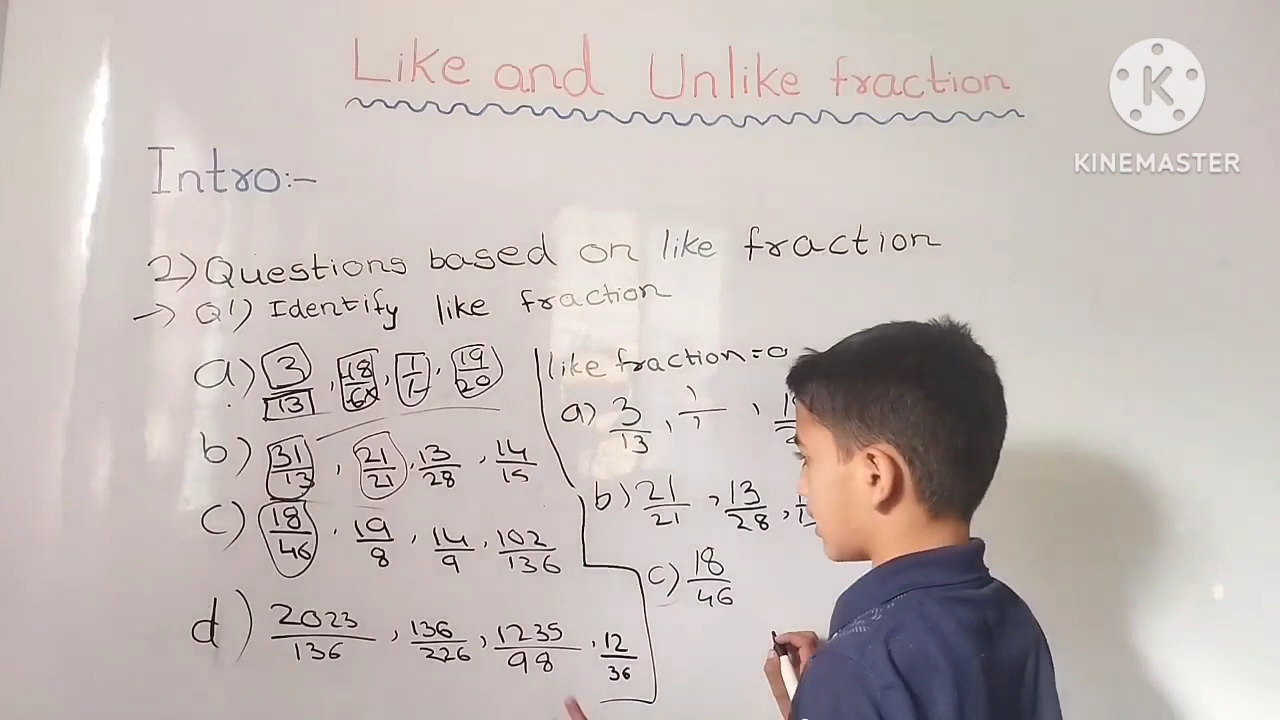 Like and Unlike fraction
KINEMASTER
Intro:-
2) Questions based on like fraction
→ Q1) Identify like fraction
a) 3/13, 18/6x, 1/1, 19/20
b) 31/13, 21/21, 13/28, 14/15
c) 18/46, 19/8, 14/9, 102/136
d) 2023/136, 136/226, 1235/98, 12/36
like fraction =
a) 3/13, 1/1,
b) 21/21, 13/28,
c) 18/46